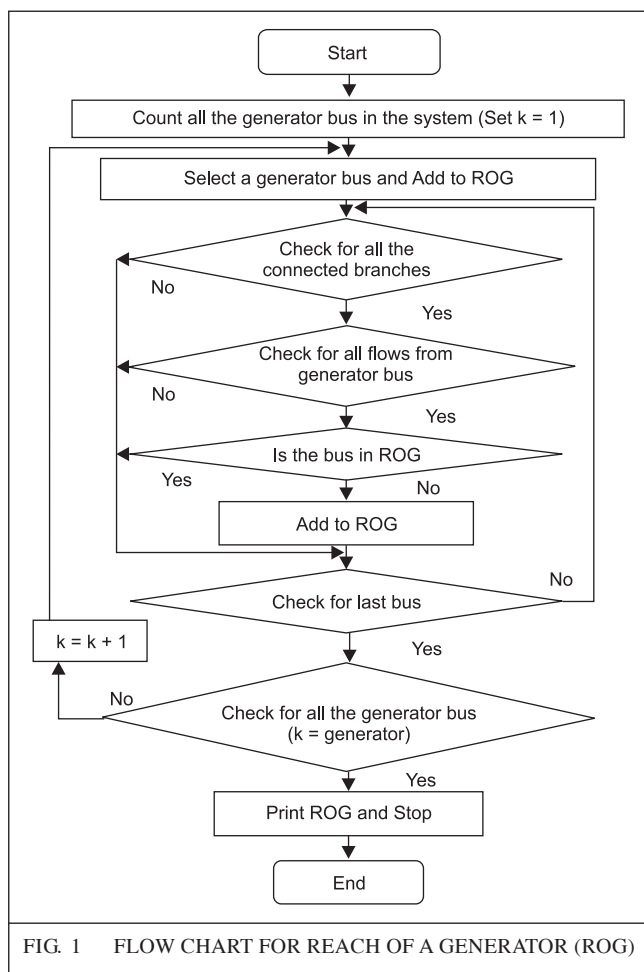 Start
Count all the generator bus in the system (Set k = 1)
Select a generator bus and Add to ROG
Check for all the
connected branches
No
Yes
Check for all flows from
generator bus
No
Yes
Is the bus in ROG
Yes
No
Add to ROG
No
Check for last bus
k = k + 1
Yes
No
Check for all the generator bus
(k = generator)
Yes
Print ROG and Stop
End
FIG. 1 FLOW CHART FOR REACH OF A GENERATOR (ROG)